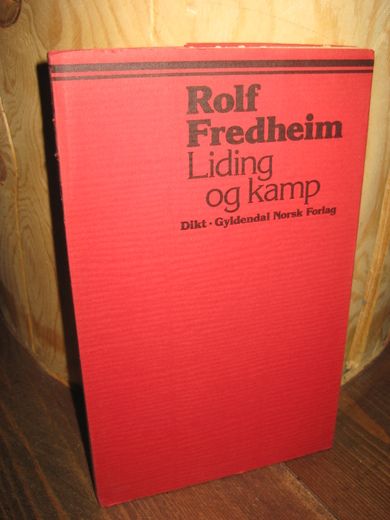 Rolf
Fredheim
Liding
og kamp
Dikt · Gyldendal Norsk Forlag